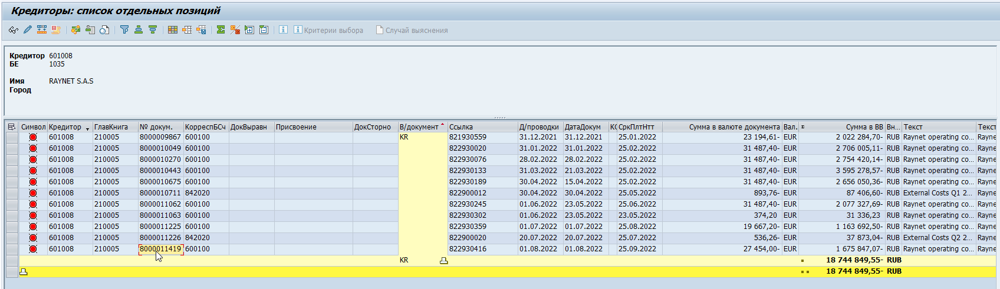 Кредиторы: список отдельных позиций
Критерии выбора Случай выяснения
Кредитор 601008
БЕ 1035
Имя RAYNET S.A.S
Город
Символ Кредитор ГлавКнига № докум. КорреспБСч ДокВыравн Присвоение ДокСторно В/документ Ссылка Д/проводки ДатаДокум КС СркПлтНтт Сумма в валюте документа Вал. Сумма в ВВ Вн... Текст Текст
601008 210005 8000009867 600100 KR 821930559 31.12.2021 31.12.2021 25.01.2022 23 194,61- EUR 2 022 284,70- RUB Raynet operating co... Rayne
601008 210005 8000010049 600100 822930020 31.01.2022 31.01.2022 25.02.2022 31 487,40- EUR 2 706 005,11- RUB Raynet operating co... Rayne
601008 210005 8000010270 600100 822930076 28.02.2022 28.02.2022 25.02.2022 31 487,40- EUR 2 754 420,14- RUB Raynet operating co... Rayne
601008 210005 8000010443 600100 822930133 31.03.2022 21.03.2022 25.02.2022 31 487,40- EUR 3 595 278,57- RUB Raynet operating co... Rayne
601008 210005 8000010675 600100 822930189 30.04.2022 15.04.2022 25.02.2022 31 487,40- EUR 2 656 050,36- RUB Raynet operating co... Rayne
601008 210005 8000010711 842020 822900012 30.04.2022 30.04.2022 25.05.2022 893,76- EUR 87 406,60- RUB External Costs Q1 2... Rayne
601008 210005 8000011062 600100 822930245 01.06.2022 23.05.2022 25.06.2022 31 487,40- EUR 2 077 327,69- RUB Raynet operating co... Rayne
601008 210005 8000011063 600100 822930302 01.06.2022 23.05.2022 23.05.2022 374,20 EUR 31 336,23 RUB Raynet operating co... Rayne
601008 210005 8000011225 600100 822930359 01.07.2022 01.07.2022 25.08.2022 19 667,20- EUR 1 163 692,50- RUB Raynet operating co... Rayne
601008 210005 8000011226 842020 822900020 20.07.2022 20.07.2022 25.07.2022 536,26- EUR 37 873,04- RUB External Costs Q2 2... Rayne
601008 210005 8000011419 600100 822930416 01.08.2022 01.08.2022 25.09.2022 27 454,00- EUR 1 675 847,07- RUB Raynet operating co... Rayne
KR 18 744 849,55- RUB
18 744 849,55- RUB